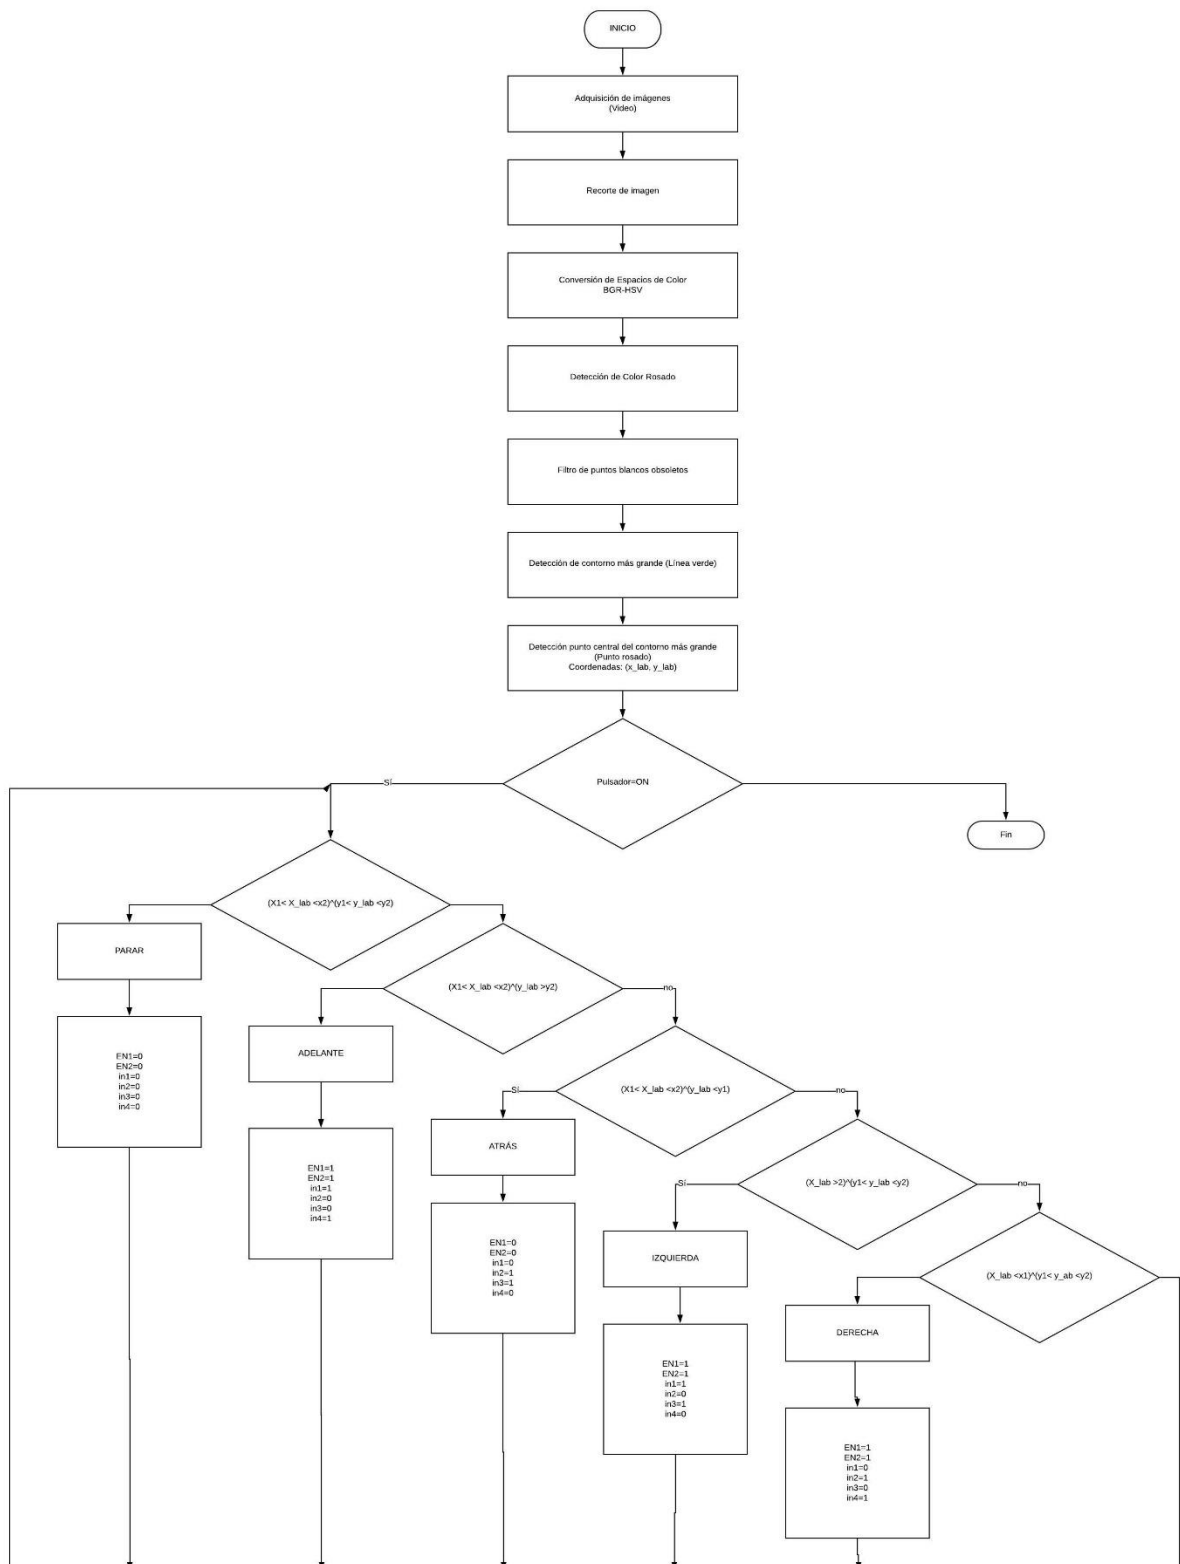 INICIO
Adquisición de imágenes
(Video)
Recorte de imagen
Conversión de Espacios de Color
BGR-HSV
Detección de Color Rosado
Filtro de puntos blancos obsoletos
Detección de contorno más grande (Línea verde)
Detección punto central del contorno más grande
(Punto rosado)
Coordenadas: (x_lab, y_lab)
Pulsador=ON
Sí
Fin
(X1< X_lab <x2)^(y1< y_lab <y2)
PARAR
EN1=0
EN2=0
in1=0
in2=0
in3=0
in4=0
(X1< X_lab <x2)^(y_lab >y2)
no
ADELANTE
EN1=1
EN2=1
in1=1
in2=0
in3=0
in4=1
(X1< X_lab <x2)^(y_lab <y1)
Sí
no
ATRÁS
EN1=0
EN2=0
in1=0
in2=1
in3=1
in4=0
(X_lab >2)^(y1< y_lab <y2)
Sí
no
IZQUIERDA
EN1=1
EN2=1
in1=1
in2=0
in3=1
in4=0
(X_lab <x1)^(y1< y_ab <y2)
DERECHA
EN1=1
EN2=1
in1=0
in2=1
in3=0
in4=1